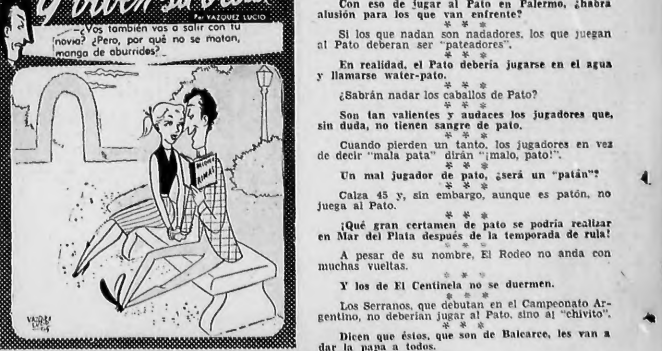 Y viven su vida
Por VAZQUEZ LUCIO
—¿Vos también vas a salir con tu
novia? ¿Pero, por qué no se matan,
manga de aburridos?
RIMAS
VAZQUEZ
LUCIO
Con eso de jugar al Pato en Palermo, ¿habrá
alusión para los que van enfrente?
* * *
Si los que nadan son nadadores, los que juegan
al Pato deberan ser "pateadores".
* * *
En realidad, el Pato debería jugarse en el agua
y llamarse water-pato.
* * *
¿Sabrán nadar los caballos de Pato?
* * *
Son tan valientes y audaces los jugadores que,
sin duda, no tienen sangre de pato.
* * *
Cuando pierden un tanto, los jugadores en vez
de decir "mala pata" dirán "¡malo, pato!".
* * *
Un mal jugador de pato, ¿será un "patán"?
* * *
Calza 45 y, sin embargo, aunque es patón, no
juega al Pato.
* * *
¡Qué gran certamen de pato se podría realizar
en Mar del Plata después de la temporada de rula!
* * *
A pesar de su nombre, El Rodeo no anda con
muchas vueltas.
* * *
Y los de El Centinela no se duermen.
* * *
Los Serranos, que debutan en el Campeonato Ar-
gentino, no deberían jugar al Pato, sino al "chivito".
* * *
Dicen que éstos, que son de Balcarce, les van a
dar la papa a todos.